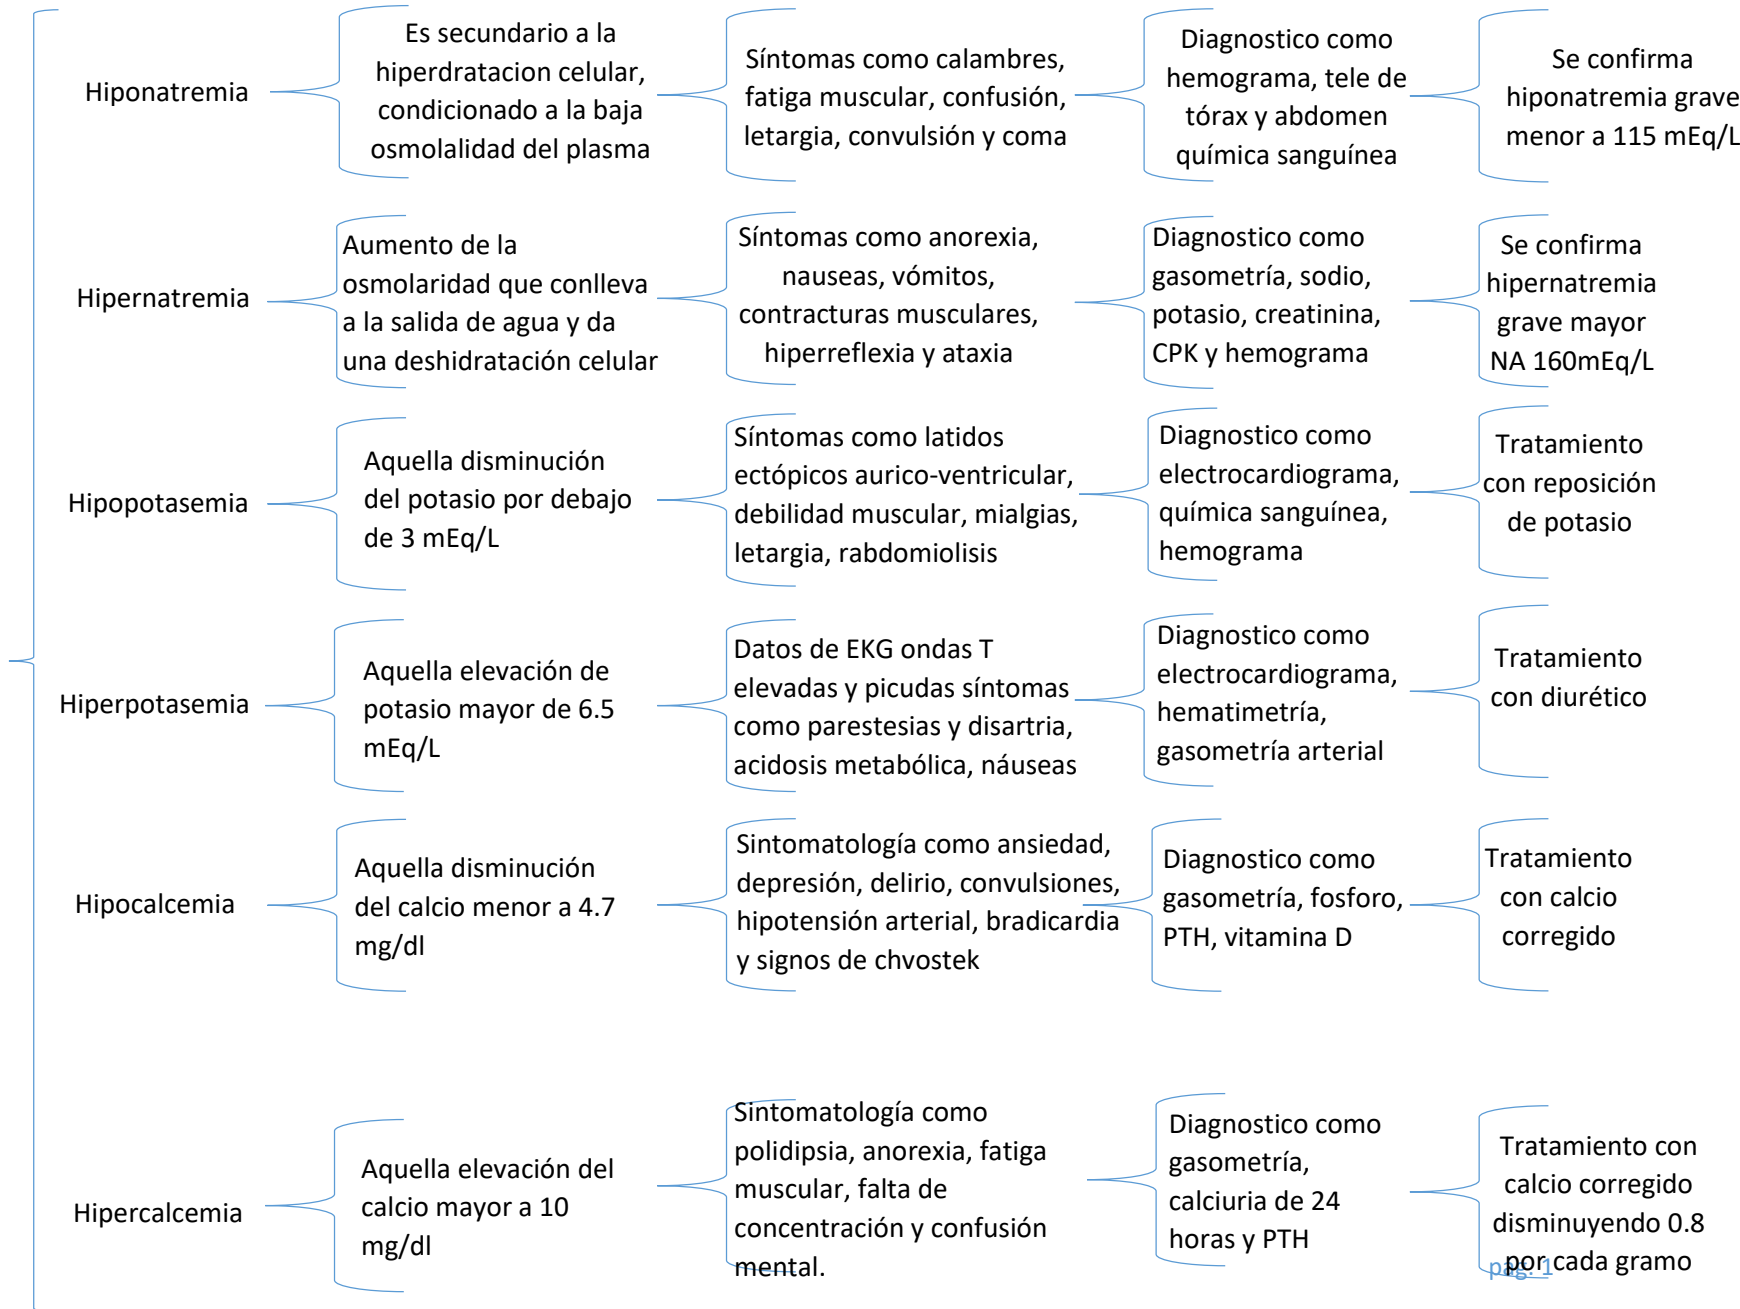 Hiponatremia
Es secundario a la
hiperdratacion celular,
condicionado a la baja
osmolalidad del plasma
Síntomas como calambres,
fatiga muscular, confusión,
letargia, convulsión y coma
Diagnostico como
hemograma, tele de
tórax y abdomen
química sanguínea
Se confirma
hiponatremia grave
menor a 115 mEq/L
Hipernatremia
Aumento de la
osmolaridad que conlleva
a la salida de agua y da
una deshidratación celular
Síntomas como anorexia,
nauseas, vómitos,
contracturas musculares,
hiperreflexia y ataxia
Diagnostico como
gasometría, sodio,
potasio, creatinina,
CPK y hemograma
Se confirma
hipernatremia
grave mayor
NA 160mEq/L
Hipopotasemia
Aquella disminución
del potasio por debajo
de 3 mEq/L
Síntomas como latidos
ectópicos aurico-ventricular,
debilidad muscular, mialgias,
letargia, rabdomiolisis
Diagnostico como
electrocardiograma,
química sanguínea,
hemograma
Tratamiento
con reposición
de potasio
Hiperpotasemia
Aquella elevación de
potasio mayor de 6.5
mEq/L
Datos de EKG ondas T
elevadas y picudas síntomas
como parestesias y disartria,
acidosis metabólica, náuseas
Diagnostico como
electrocardiograma,
hematimetría,
gasometría arterial
Tratamiento
con diurético
Hipocalcemia
Aquella disminución
del calcio menor a 4.7
mg/dl
Sintomatología como ansiedad,
depresión, delirio, convulsiones,
hipotensión arterial, bradicardia
y signos de chvostek
Diagnostico como
gasometría, fosforo,
PTH, vitamina D
Tratamiento
con calcio
corregido
Hipercalcemia
Aquella elevación del
calcio mayor a 10
mg/dl
Sintomatología como
polidipsia, anorexia, fatiga
muscular, falta de
concentración y confusión
mental.
Diagnostico como
gasometría,
calciuria de 24
horas y PTH
Tratamiento con
calcio corregido
disminuyendo 0.8
por cada gramo
pag. 1